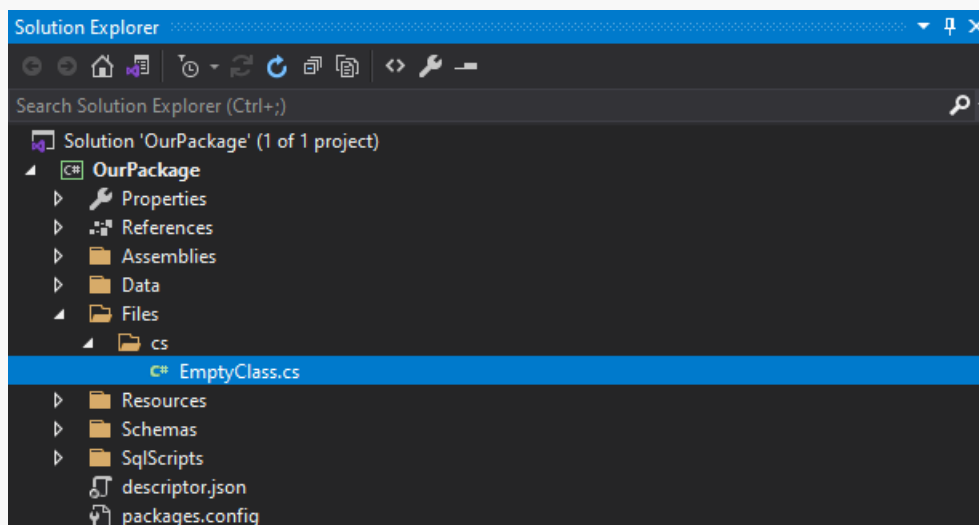 Solution Explorer
Search Solution Explorer (Ctrl+;)
Solution 'OurPackage' (1 of 1 project)
C# OurPackage
Properties
References
Assemblies
Data
Files
cs
C# EmptyClass.cs
Resources
Schemas
SqlScripts
descriptor.json
packages.config